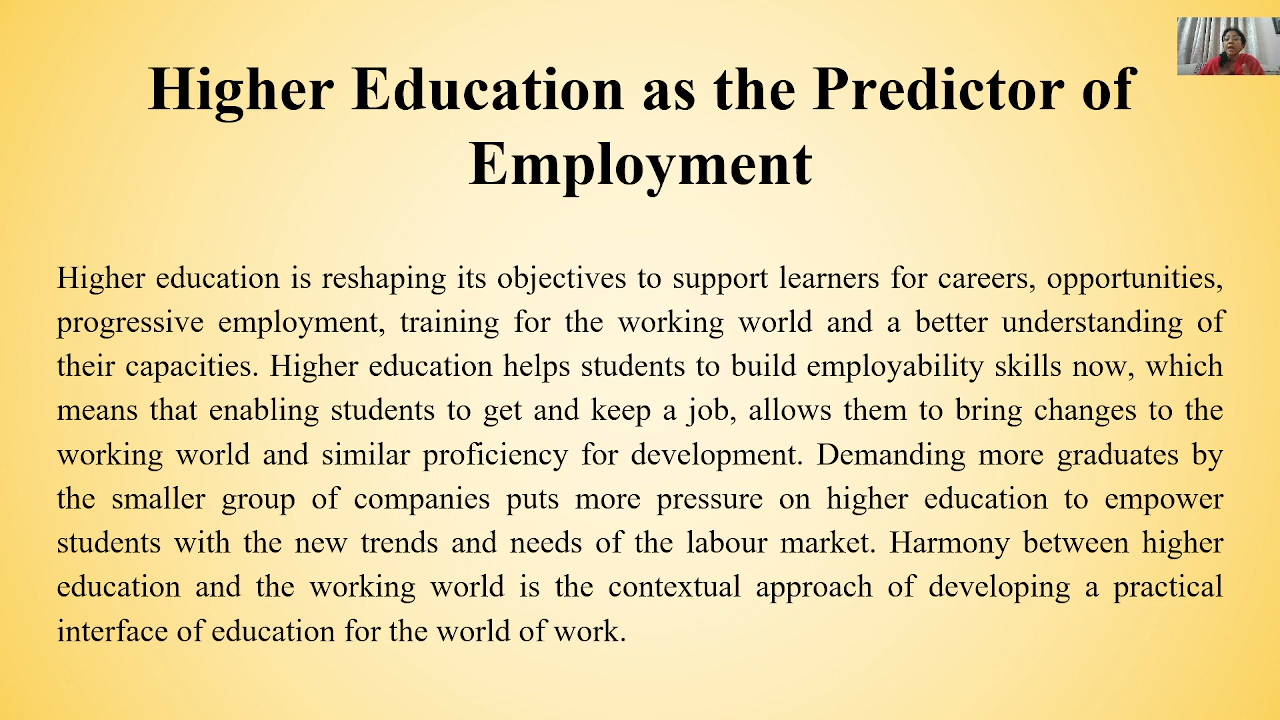 Higher Education as the Predictor of
Employment
Higher education is reshaping its objectives to support learners for careers, opportunities,
progressive employment, training for the working world and a better understanding of
their capacities. Higher education helps students to build employability skills now, which
means that enabling students to get and keep a job, allows them to bring changes to the
working world and similar proficiency for development. Demanding more graduates by
the smaller group of companies puts more pressure on higher education to empower
students with the new trends and needs of the labour market. Harmony between higher
education and the working world is the contextual approach of developing a practical
interface of education for the world of work.